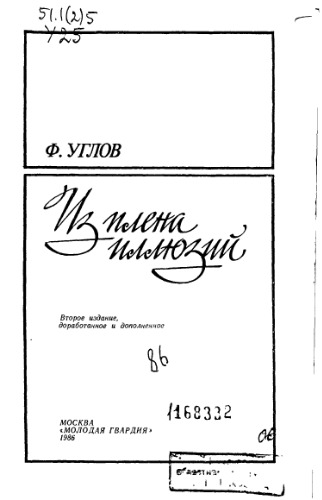 51.1(2)5
У25
Ф. УГЛОВ
Из плена
иллюзий
Второе издание,
доработанное и дополненное
86
1168332
МОСКВА
«МОЛОДАЯ ГВАРДИЯ»
1986